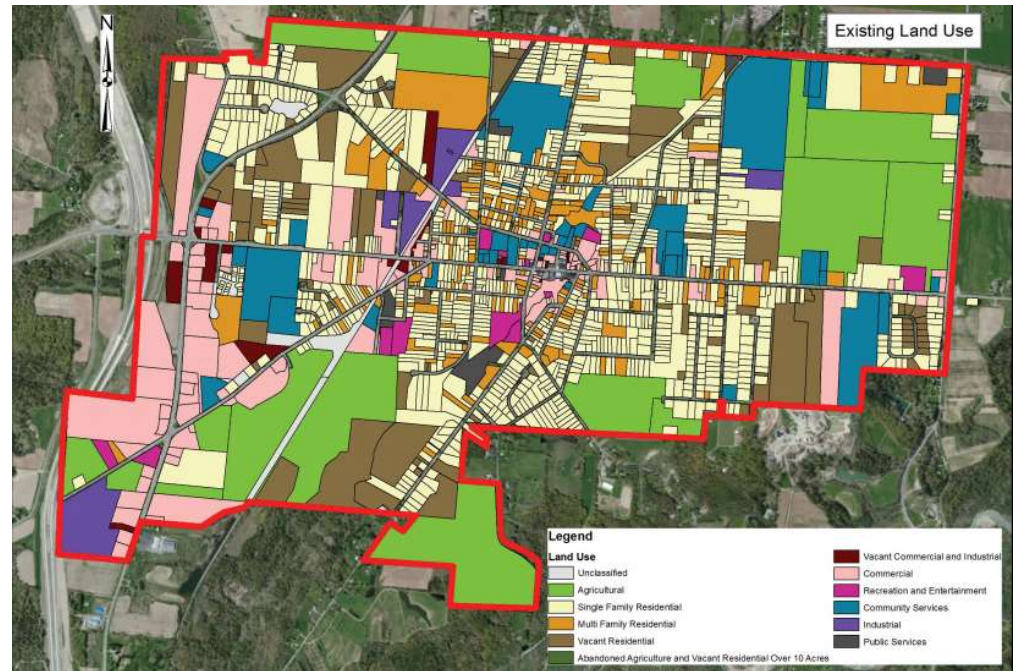 N
Existing Land Use
Legend
Land Use
Unclassified
Agricultural
Single Family Residential
Multi Family Residential
Vacant Residential
Abandoned Agriculture and Vacant Residential Over 10 Acres
Vacant Commercial and Industrial
Commercial
Recreation and Entertainment
Community Services
Industrial
Public Services